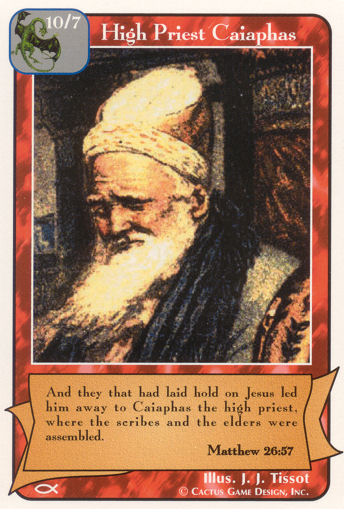 10/7
High Priest Caiaphas
And they that had laid hold on Jesus led
him away to Caiaphas the high priest,
where the scribes and the elders were
assembled.
Matthew 26:57
Illus. J. J. Tissot
© Cactus Game Design, Inc.